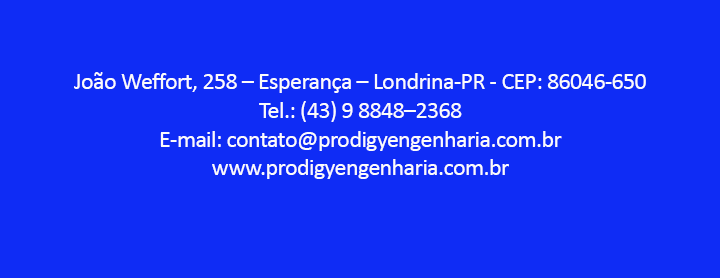 João Weffort, 258 – Esperança – Londrina-PR - CEP: 86046-650
Tel.: (43) 9 8848–2368
E-mail: contato@prodigyengenharia.com.br
www.prodigyengenharia.com.br